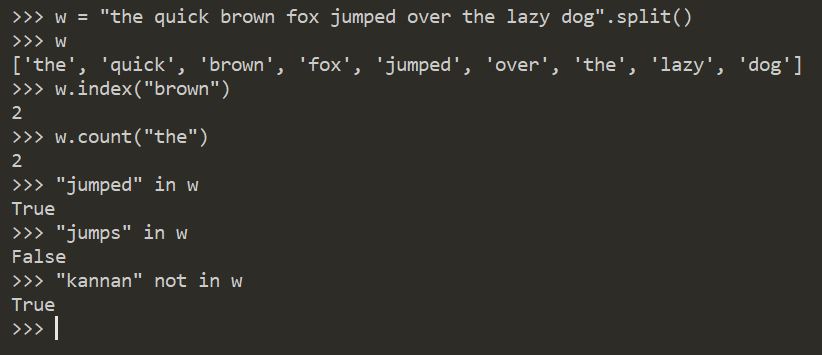 >>> w = "the quick brown fox jumped over the lazy dog".split()
>>> w
['the', 'quick', 'brown', 'fox', 'jumped', 'over', 'the', 'lazy', 'dog']
>>> w.index("brown")
2
>>> w.count("the")
2
>>> "jumped" in w
True
>>> "jumps" in w
False
>>> "kannan" not in w
True
>>>